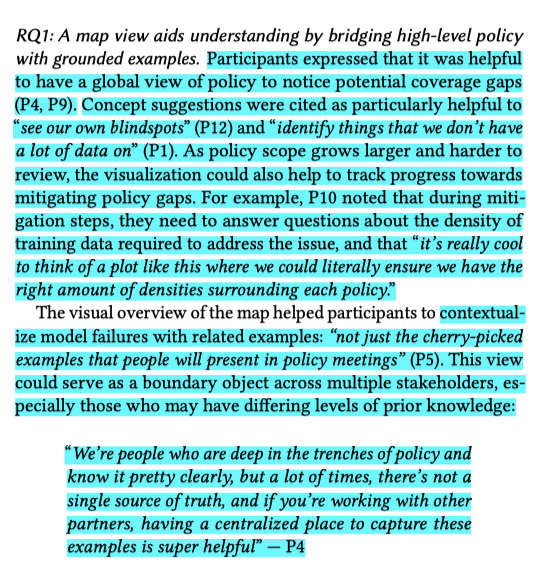 RQ1: A map view aids understanding by bridging high-level policy
with grounded examples. Participants expressed that it was helpful
to have a global view of policy to notice potential coverage gaps
(P4, P9). Concept suggestions were cited as particularly helpful to
“see our own blindspots” (P12) and “identify things that we don’t have
a lot of data on” (P1). As policy scope grows larger and harder to
review, the visualization could also help to track progress towards
mitigating policy gaps. For example, P10 noted that during miti-
gation steps, they need to answer questions about the density of
training data required to address the issue, and that “it’s really cool
to think of a plot like this where we could literally ensure we have the
right amount of densities surrounding each policy.”
The visual overview of the map helped participants to contextual-
ize model failures with related examples: “not just the cherry-picked
examples that people will present in policy meetings” (P5). This view
could serve as a boundary object across multiple stakeholders, es-
pecially those who may have differing levels of prior knowledge:
“We’re people who are deep in the trenches of policy and
know it pretty clearly, but a lot of times, there’s not a
single source of truth, and if you’re working with other
partners, having a centralized place to capture these
examples is super helpful” — P4